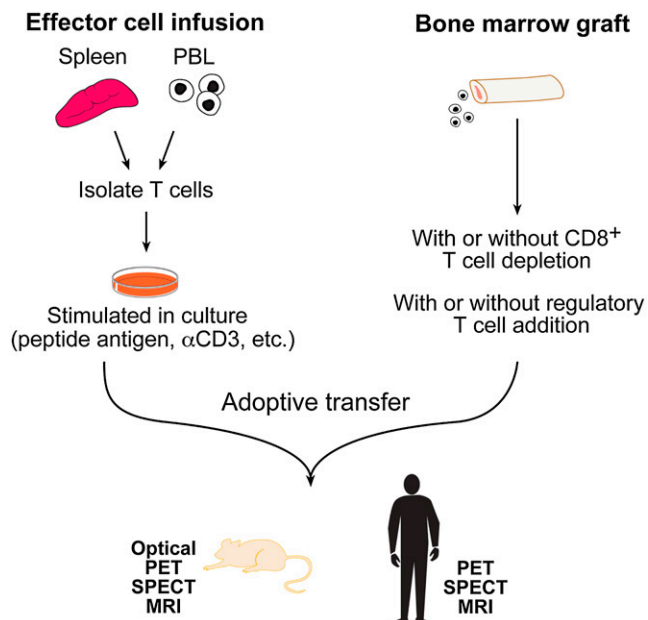 Effector cell infusion
Spleen
PBL
Isolate T cells
Stimulated in culture
(peptide antigen, αCD3, etc.)
Bone marrow graft
With or without CD8⁺
T cell depletion
With or without regulatory
T cell addition
Adoptive transfer
Optical
PET
SPECT
MRI
PET
SPECT
MRI